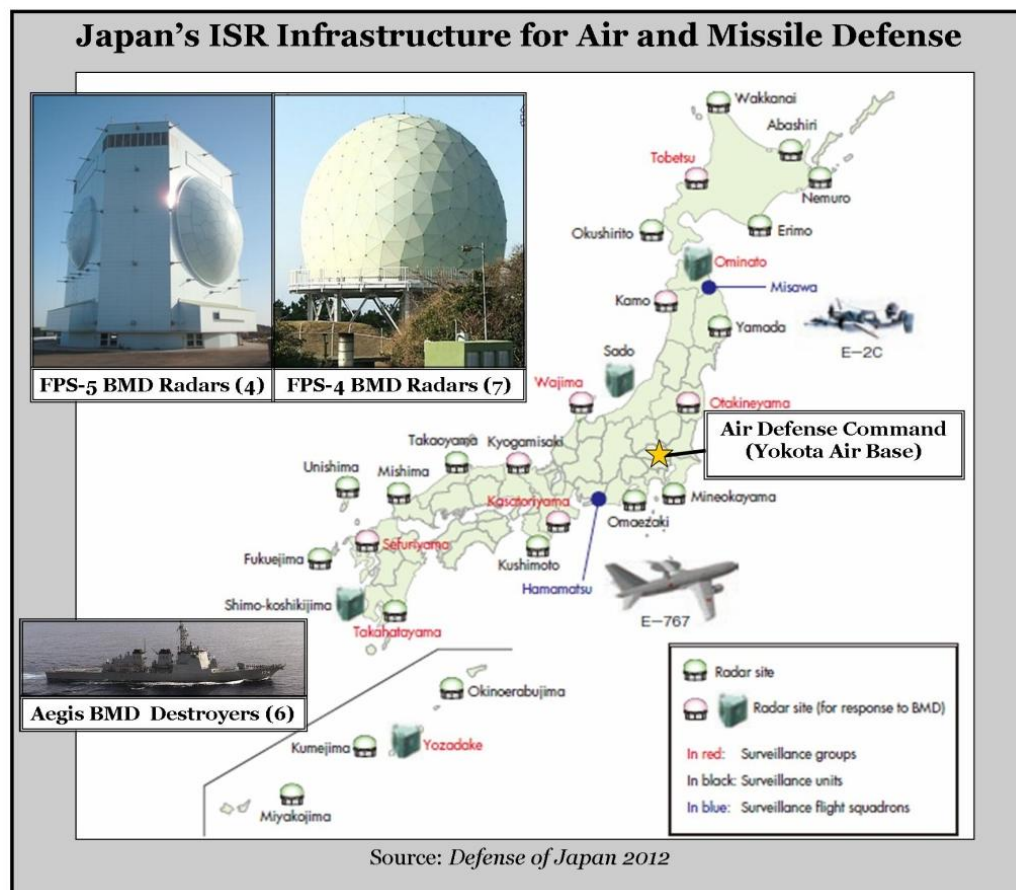 Japan's ISR Infrastructure for Air and Missile Defense
FPS-5 BMD Radars (4)
FPS-4 BMD Radars (7)
Wakkanai
Abashiri
Tobetsu
Nemuro
Okushirito
Erimo
Ominato
Misawa
Kamo
Yamada
E-2C
Sado
Wajima
Otakineyama
Air Defense Command
(Yokota Air Base)
Takaoyama
Kyogamisaki
Unishima
Mishima
Mineokayama
Kasatoriyama
Omaezaki
Sefuriyama
Fukuejima
Kushimoto
Hamamatsu
Shimo-koshikijima
E-767
Takahatayama
Aegis BMD Destroyers (6)
Okinoerabujima
Kumejima
Yozadake
Miyakojima
Radar site
Radar site (for response to BMD)
In red: Surveillance groups
In black: Surveillance units
In blue: Surveillance flight squadrons
Source: Defense of Japan 2012